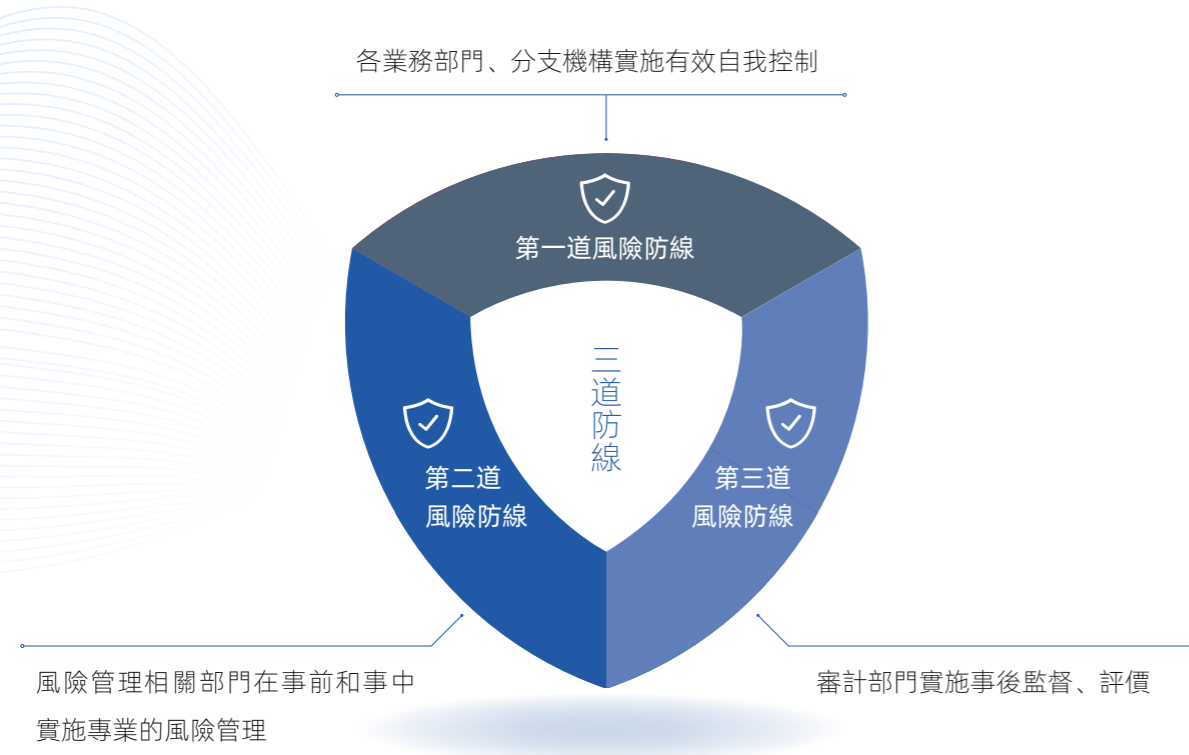 各業務部門、分支機構實施有效自我控制
第一道風險防線
三道防線
第二道
風險防線
第三道
風險防線
風險管理相關部門在事前和事中
實施專業的風險管理
審計部門實施事後監督、評價